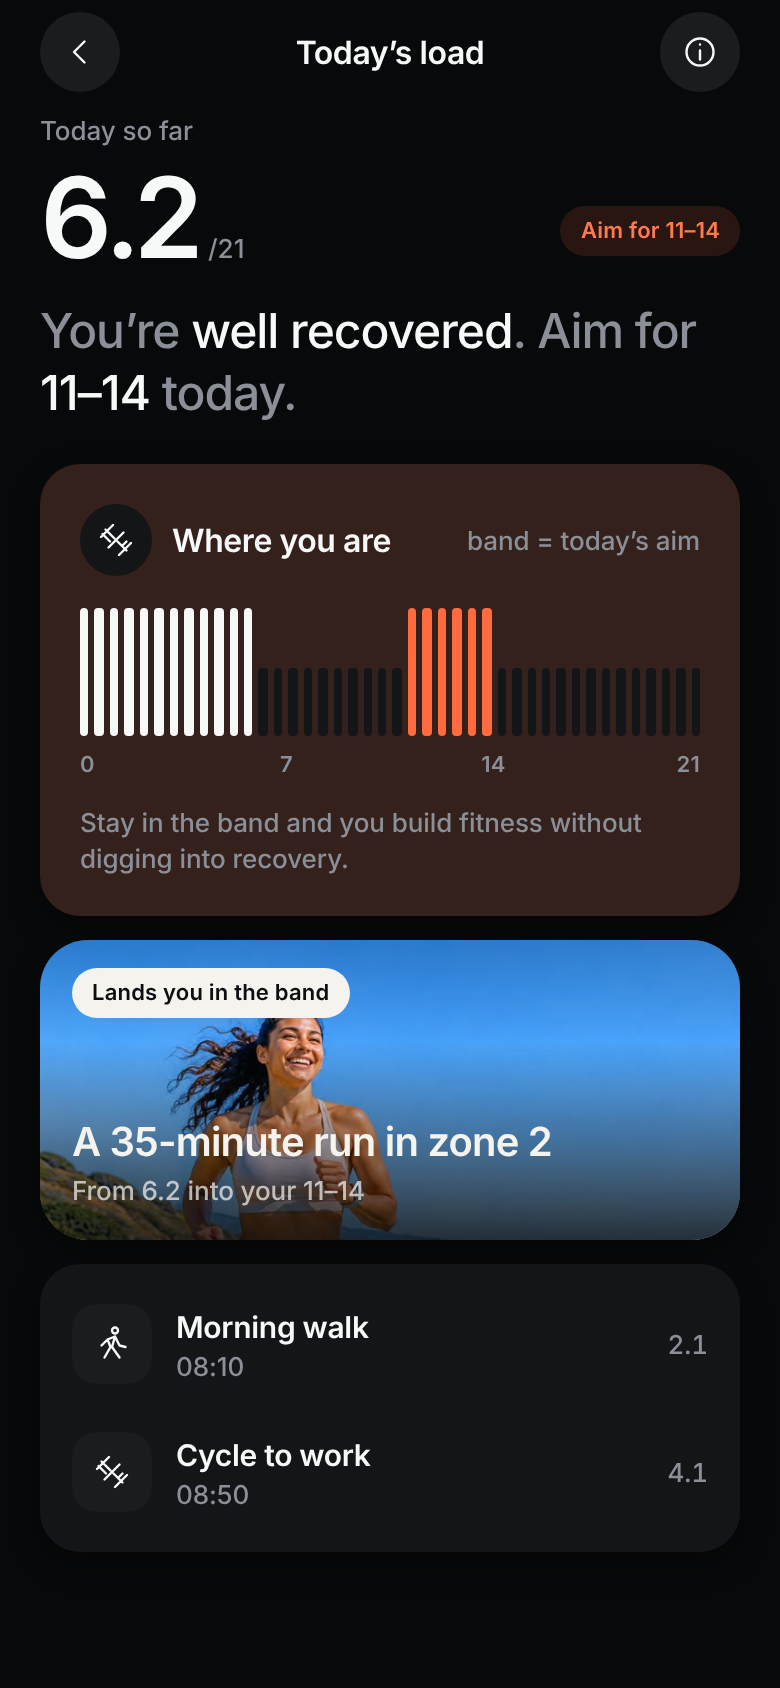 Today’s load
Today so far
6.2 /21
Aim for 11–14
You’re well recovered. Aim for
11–14 today.
Where you are
band = today’s aim
0 7 14 21
Stay in the band and you build fitness without
digging into recovery.
Lands you in the band
A 35-minute run in zone 2
From 6.2 into your 11–14
Morning walk
08:10
2.1
Cycle to work
08:50
4.1